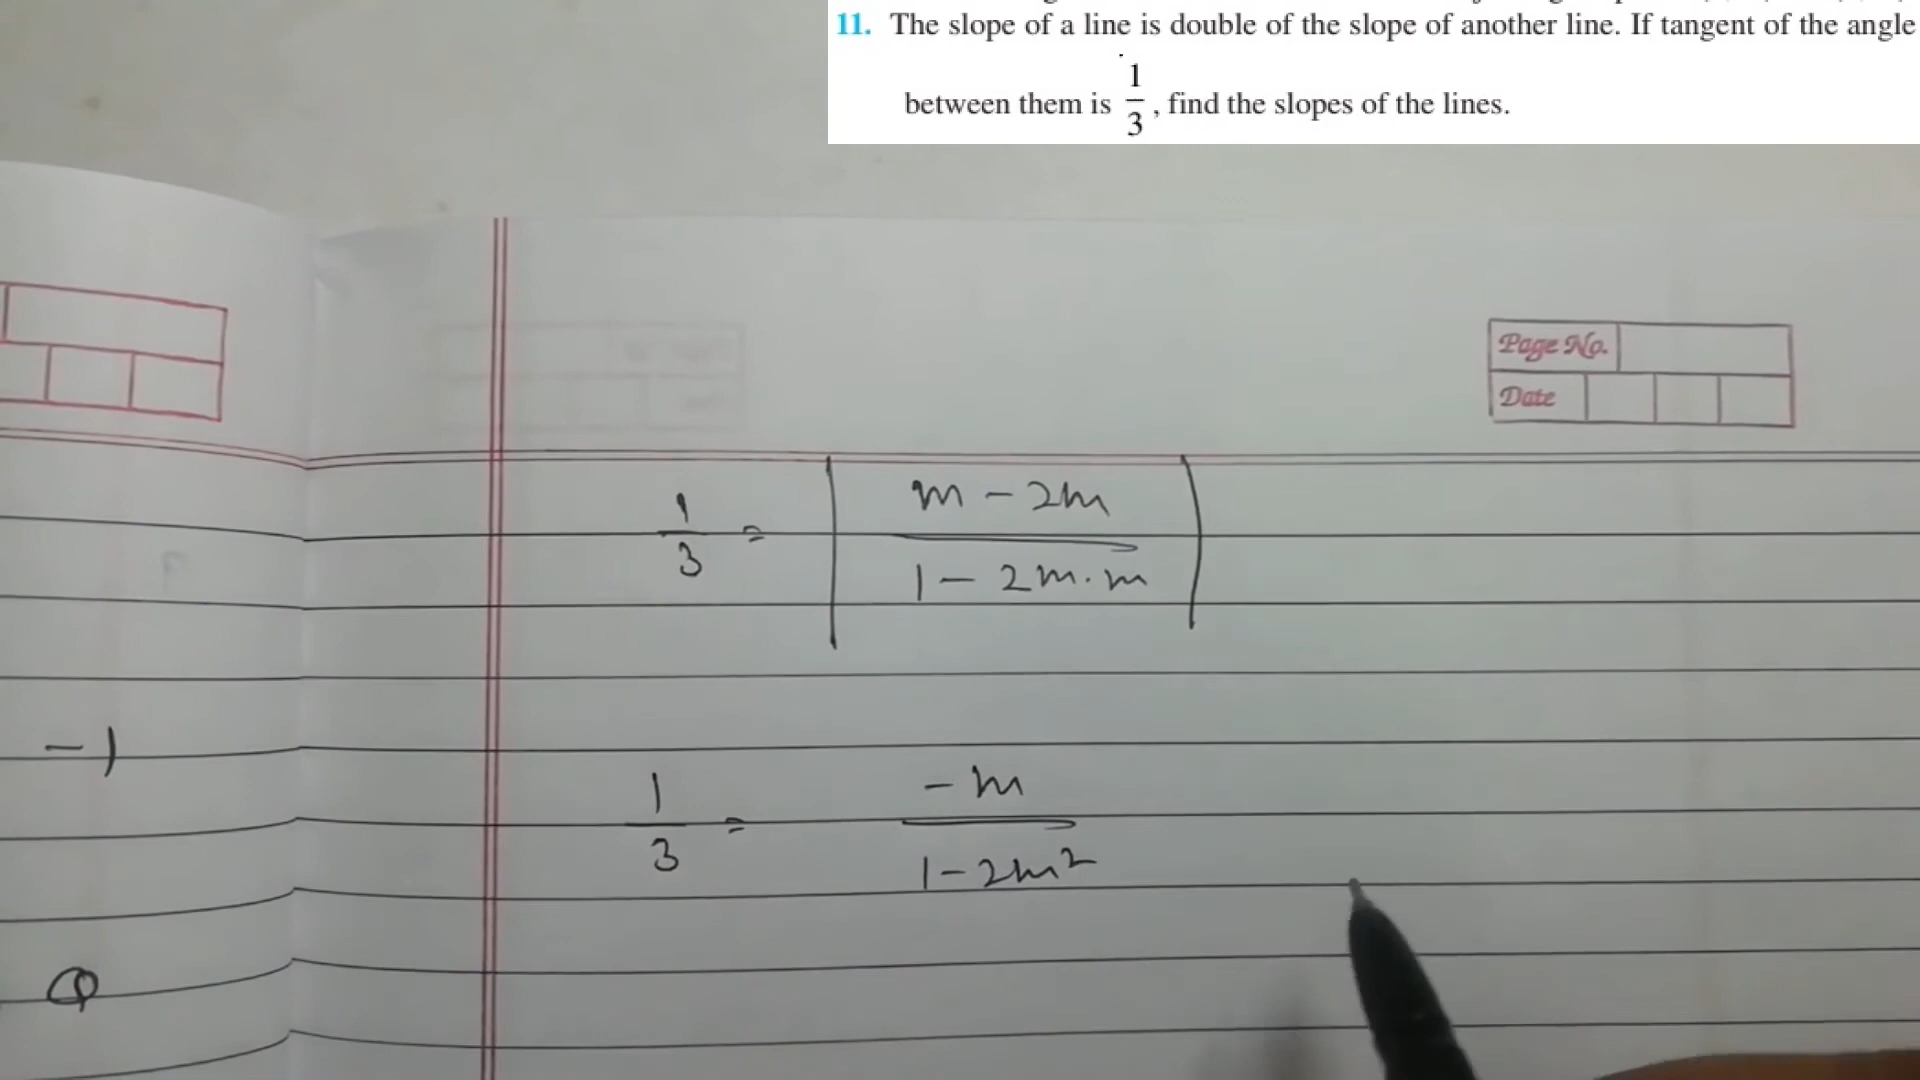 11. The slope of a line is double of the slope of another line. If tangent of the angle
between them is 1/3, find the slopes of the lines.
Page No.
Date
1/3 = | (m - 2m)/(1 - 2m.m) |
-1
1/3 = -m/(1 - 2m²)